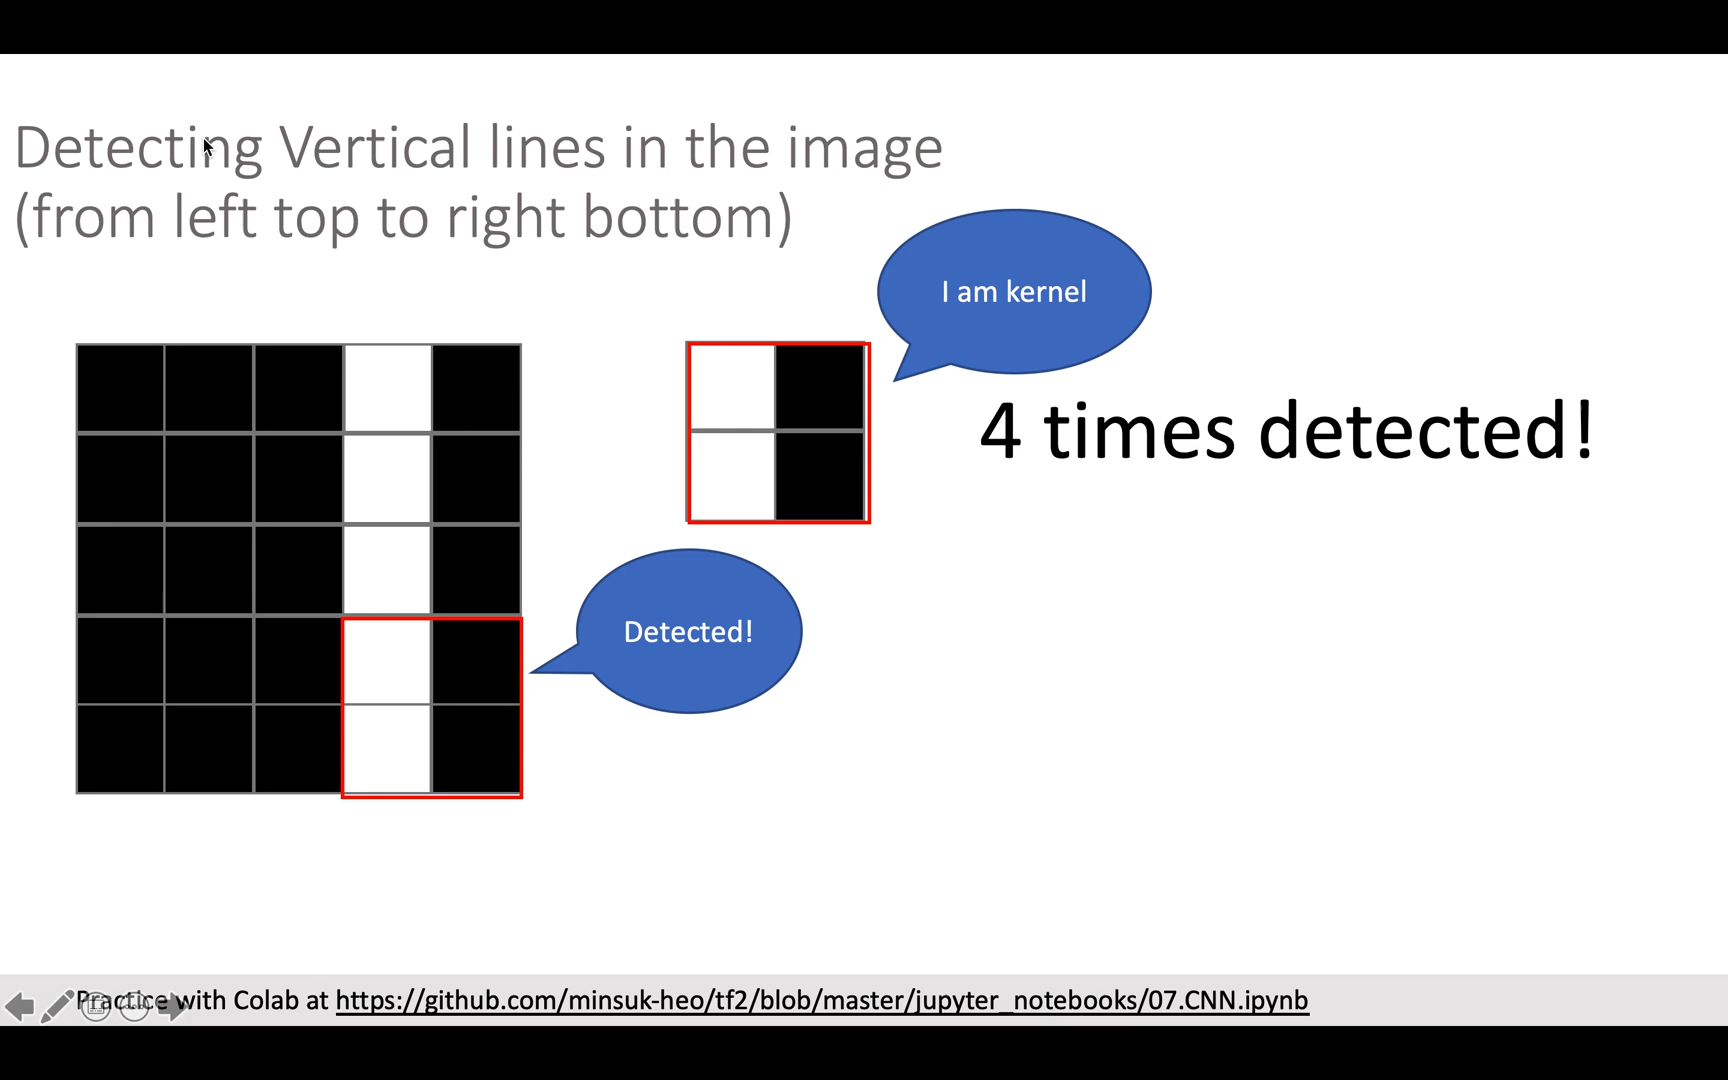 Detecting Vertical lines in the image
(from left top to right bottom)
I am kernel
4 times detected!
Detected!
Practice with Colab at https://github.com/minsuk-heo/tf2/blob/master/jupyter_notebooks/07.CNN.ipynb